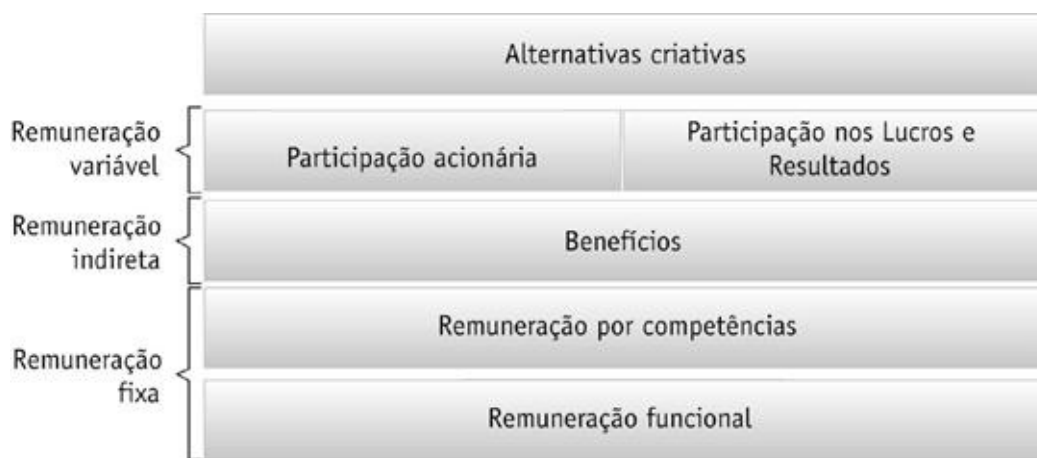 Alternativas criativas
Remuneração
variável
Participação acionária
Participação nos Lucros e
Resultados
Remuneração
indireta
Benefícios
Remuneração
fixa
Remuneração por competências
Remuneração funcional